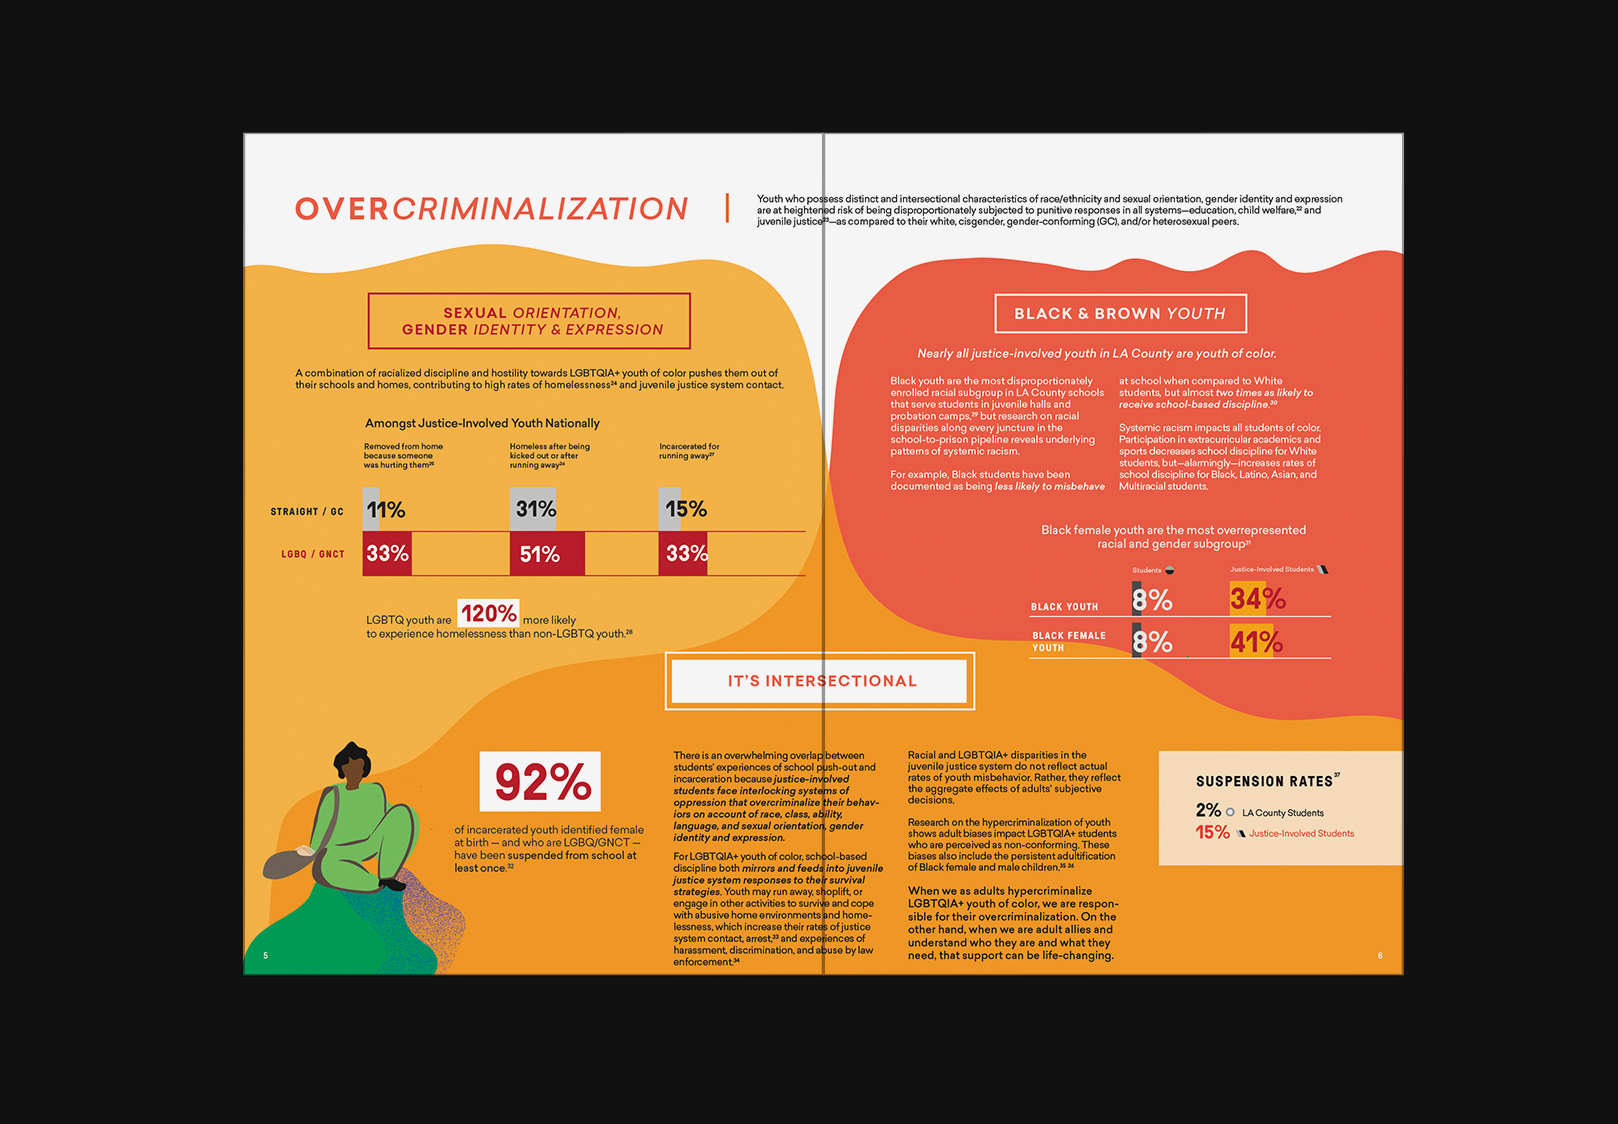 OVERCRIMINALIZATION
Youth who possess distinct and intersectional characteristics of race/ethnicity and sexual orientation, gender identity and expression
are at heightened risk of being disproportionately subjected to punitive responses in all systems—education, child welfare,²² and
juvenile justice²³—as compared to their white, cisgender, gender-conforming (GC), and/or heterosexual peers.
SEXUAL ORIENTATION,
GENDER IDENTITY & EXPRESSION
A combination of racialized discipline and hostility towards LGBTQIA+ youth of color pushes them out of
their schools and homes, contributing to high rates of homelessness²⁴ and juvenile justice system contact.
Amongst Justice-Involved Youth Nationally
Removed from home
because someone
was hurting them²⁵
Homeless after being
kicked out or after
running away²⁶
Incarcerated for
running away²⁷
STRAIGHT / GC 11% 31% 15%
LGBQ / GNCT 33% 51% 33%
LGBTQ youth are 120% more likely
to experience homelessness than non-LGBTQ youth.²⁸
BLACK & BROWN YOUTH
Nearly all justice-involved youth in LA County are youth of color.
Black youth are the most disproportionately
enrolled racial subgroup in LA County schools
that serve students in juvenile halls and
probation camps,²⁹ but research on racial
disparities along every juncture in the
school-to-prison pipeline reveals underlying
patterns of systemic racism.
For example, Black students have been
documented as being less likely to misbehave
at school when compared to White
students, but almost two times as likely to
receive school-based discipline.³⁰
Systemic racism impacts all students of color.
Participation in extracurricular academics and
sports decreases school discipline for White
students, but—alarmingly—increases rates of
school discipline for Black, Latino, Asian, and
Multiracial students.
Black female youth are the most overrepresented
racial and gender subgroup³¹
Students Justice-Involved Students
BLACK YOUTH 8% 34%
BLACK FEMALE
YOUTH 8% 41%
IT'S INTERSECTIONAL
92%
of incarcerated youth identified female
at birth — and who are LGBQ/GNCT —
have been suspended from school at
least once.³²
There is an overwhelming overlap between
students' experiences of school push-out and
incarceration because justice-involved
students face interlocking systems of
oppression that overcriminalize their behav-
iors on account of race, class, ability,
language, and sexual orientation, gender
identity and expression.
For LGBTQIA+ youth of color, school-based
discipline both mirrors and feeds into juvenile
justice system responses to their survival
strategies. Youth may run away, shoplift, or
engage in other activities to survive and cope
with abusive home environments and home-
lessness, which increase their rates of justice
system contact, arrest,³³ and experiences of
harassment, discrimination, and abuse by law
enforcement.³⁴
Racial and LGBTQIA+ disparities in the
juvenile justice system do not reflect actual
rates of youth misbehavior. Rather, they reflect
the aggregate effects of adults' subjective
decisions.
Research on the hypercriminalization of youth
shows adult biases impact LGBTQIA+ students
who are perceived as non-conforming. These
biases also include the persistent adultification
of Black female and male children.³⁵ ³⁶
When we as adults hypercriminalize
LGBTQIA+ youth of color, we are respon-
sible for their overcriminalization. On the
other hand, when we are adult allies and
understand who they are and what they
need, that support can be life-changing.
SUSPENSION RATES³⁷
2% LA County Students
15% Justice-Involved Students
5
6